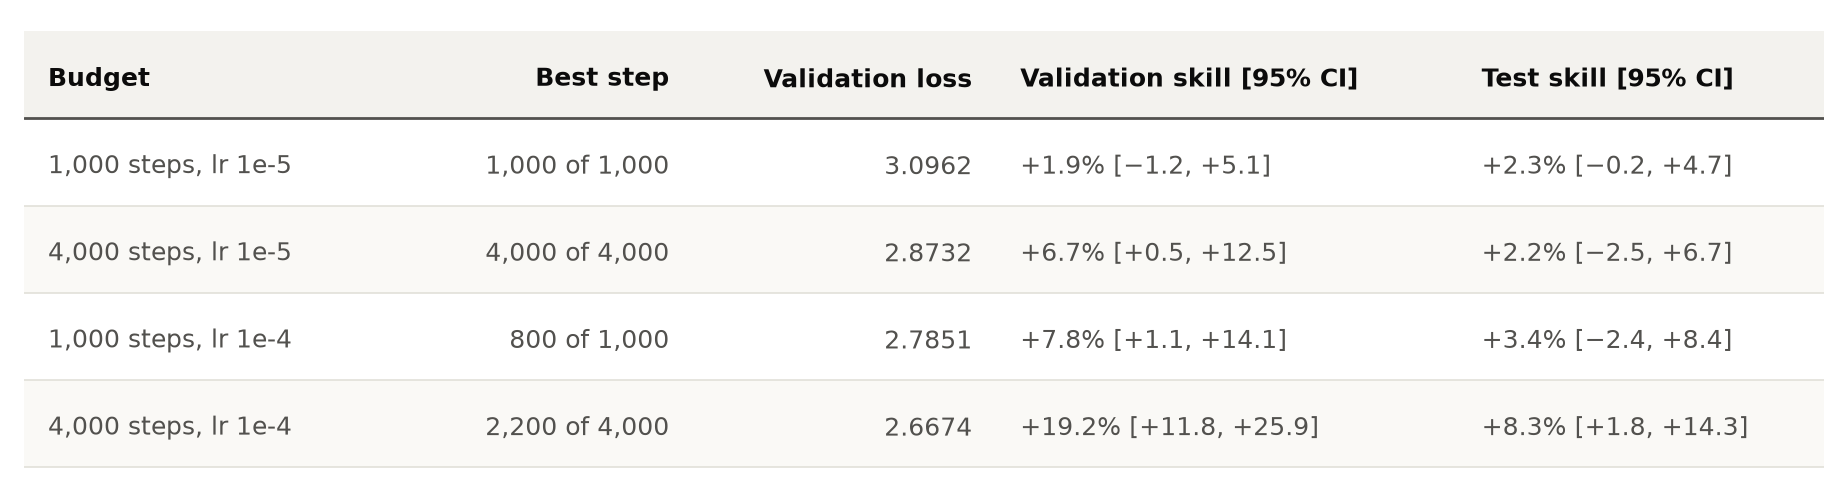 Budget Best step Validation loss Validation skill [95% CI] Test skill [95% CI]
1,000 steps, lr 1e-5 1,000 of 1,000 3.0962 +1.9% [−1.2, +5.1] +2.3% [−0.2, +4.7]
4,000 steps, lr 1e-5 4,000 of 4,000 2.8732 +6.7% [+0.5, +12.5] +2.2% [−2.5, +6.7]
1,000 steps, lr 1e-4 800 of 1,000 2.7851 +7.8% [+1.1, +14.1] +3.4% [−2.4, +8.4]
4,000 steps, lr 1e-4 2,200 of 4,000 2.6674 +19.2% [+11.8, +25.9] +8.3% [+1.8, +14.3]